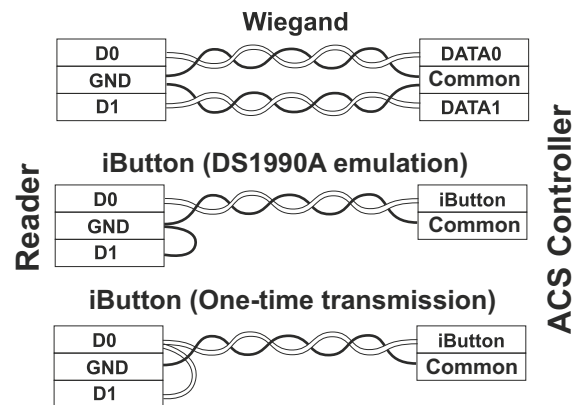 Wiegand
D0 DATA0
GND Common
D1 DATA1
iButton (DS1990A emulation)
D0 iButton
GND Common
D1
iButton (One-time transmission)
D0 iButton
GND Common
D1
Reader
ACS Controller